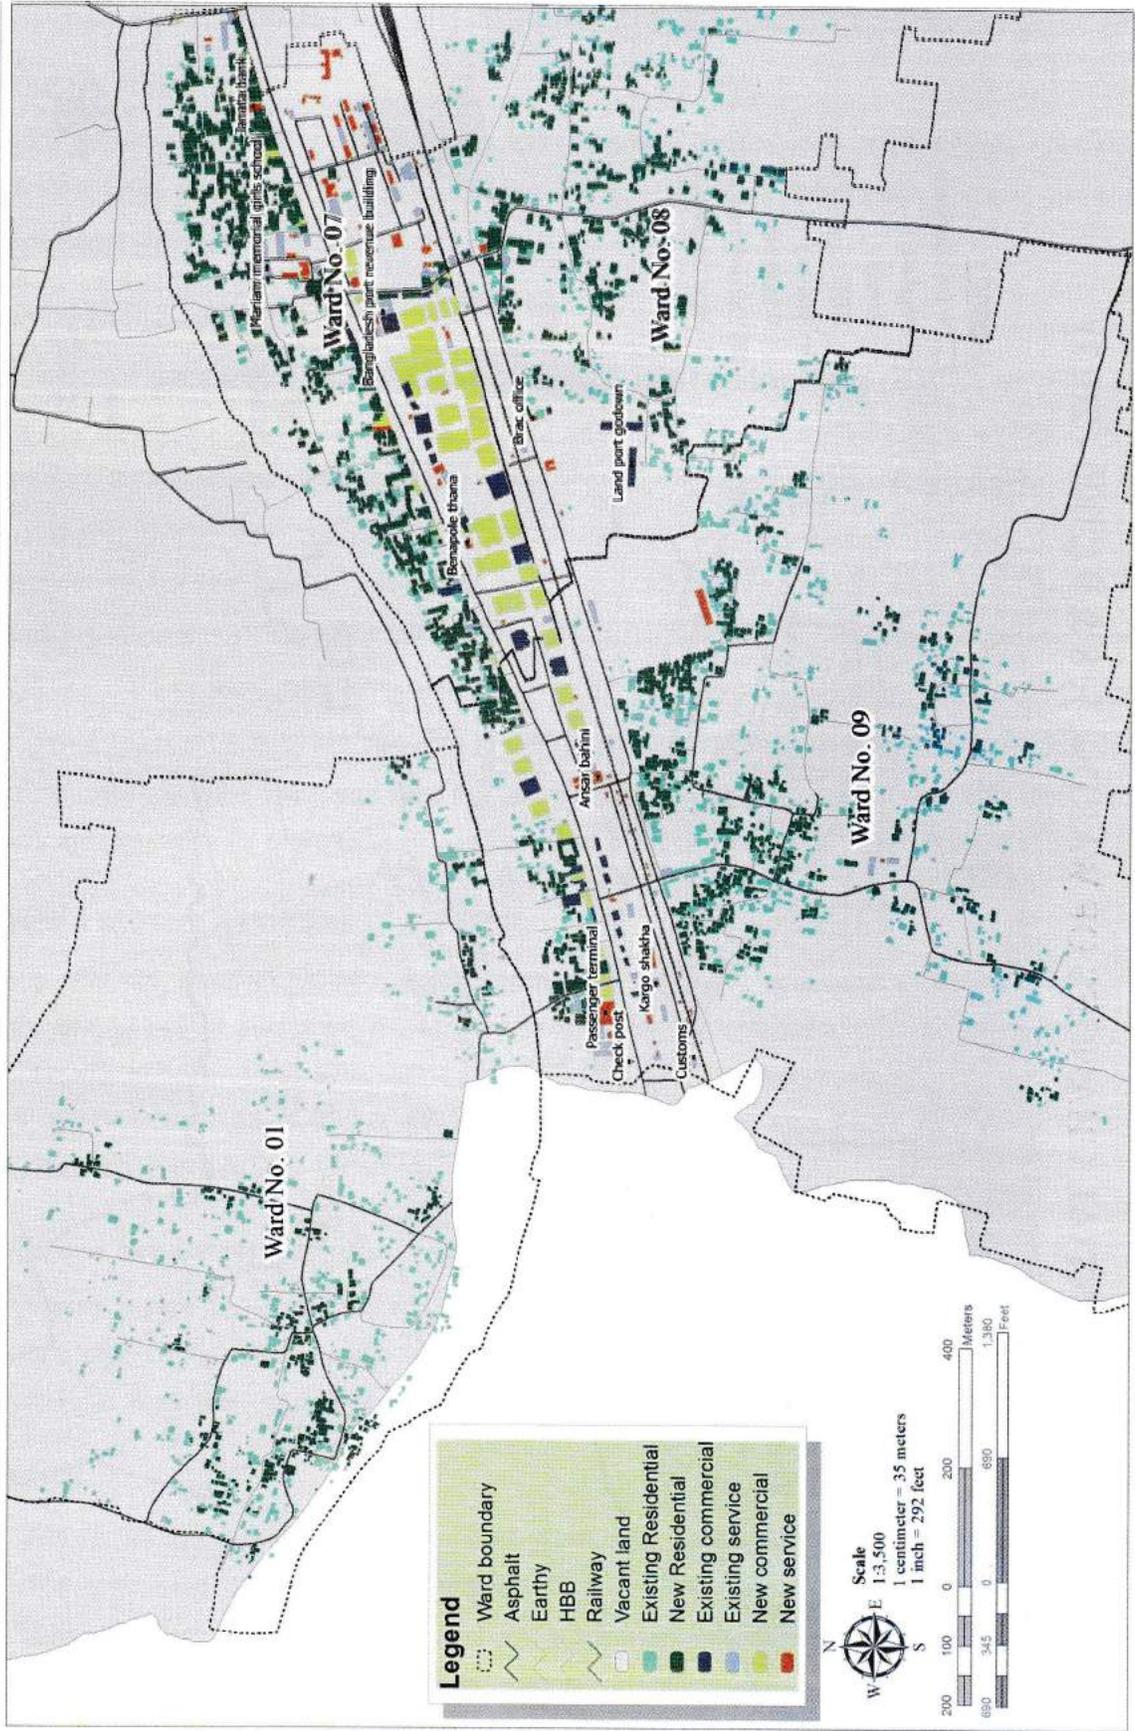 Janata bank
Mariam memorial girls school
Ward No. 07
Bangladesh port revenue building
Ward No. 08
Brac office
Land port godown
Benapole thana
Ansar bahini
Ward No. 09
Passenger terminal
Check post
Kargo shakha
Customs
Ward No. 01
Legend
Ward boundary
Asphalt
Earthy
HBB
Railway
Vacant land
Existing Residential
New Residential
Existing commercial
Existing service
New commercial
New service
N
W E
S
Scale
1:3,500
1 centimeter = 35 meters
1 inch = 292 feet
200 100 0 200 400
Meters
690 345 0 690 1,380
Feet